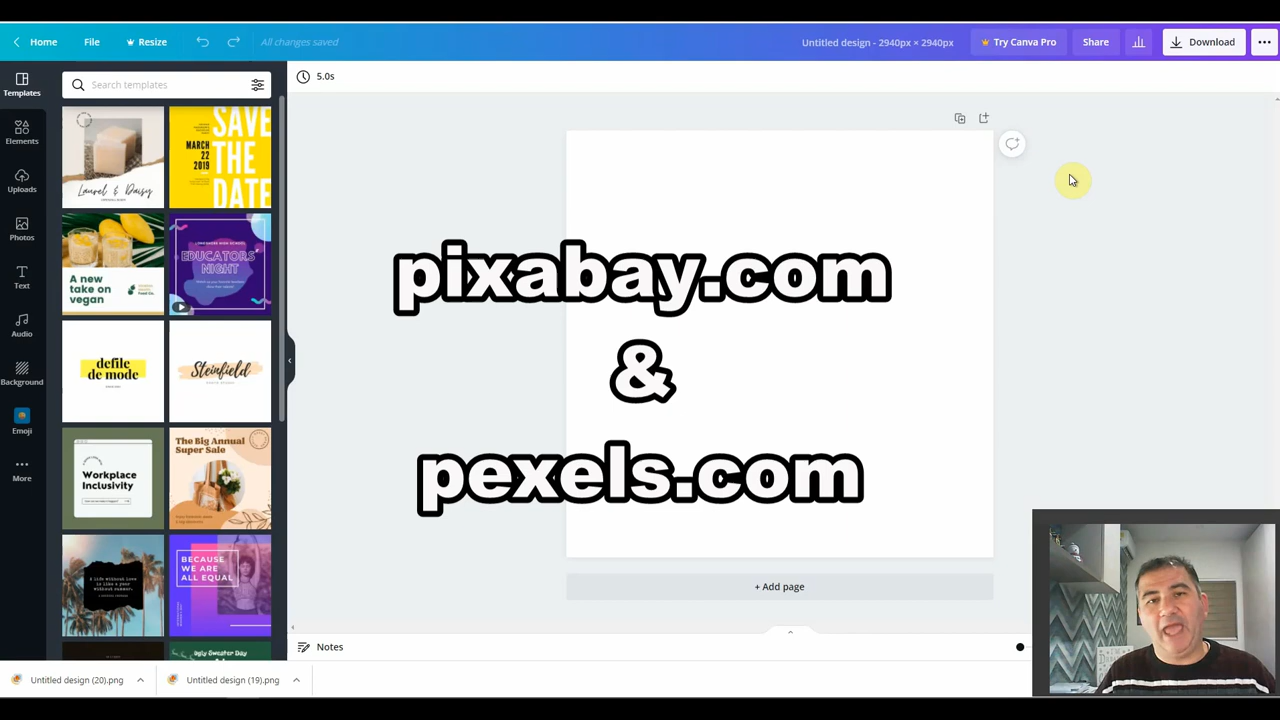 Home File Resize All changes saved Untitled design - 2940px × 2940px Try Canva Pro Share Download
Templates
Search templates
5.0s
Elements
Uploads
Photos
Text
Audio
Background
Emoji
More
Laurel & Daisy
SAVE
THE
DATE
MARCH
22
2019
A new
take on
vegan
EDUCATORS'
NIGHT
defile
de mode
Steinfield
Workplace
Inclusivity
The Big Annual
Super Sale
BECAUSE
WE ARE
ALL EQUAL
Ugly Sweater Day
pixabay.com
&
pexels.com
+ Add page
Notes
Untitled design (20).png
Untitled design (19).png